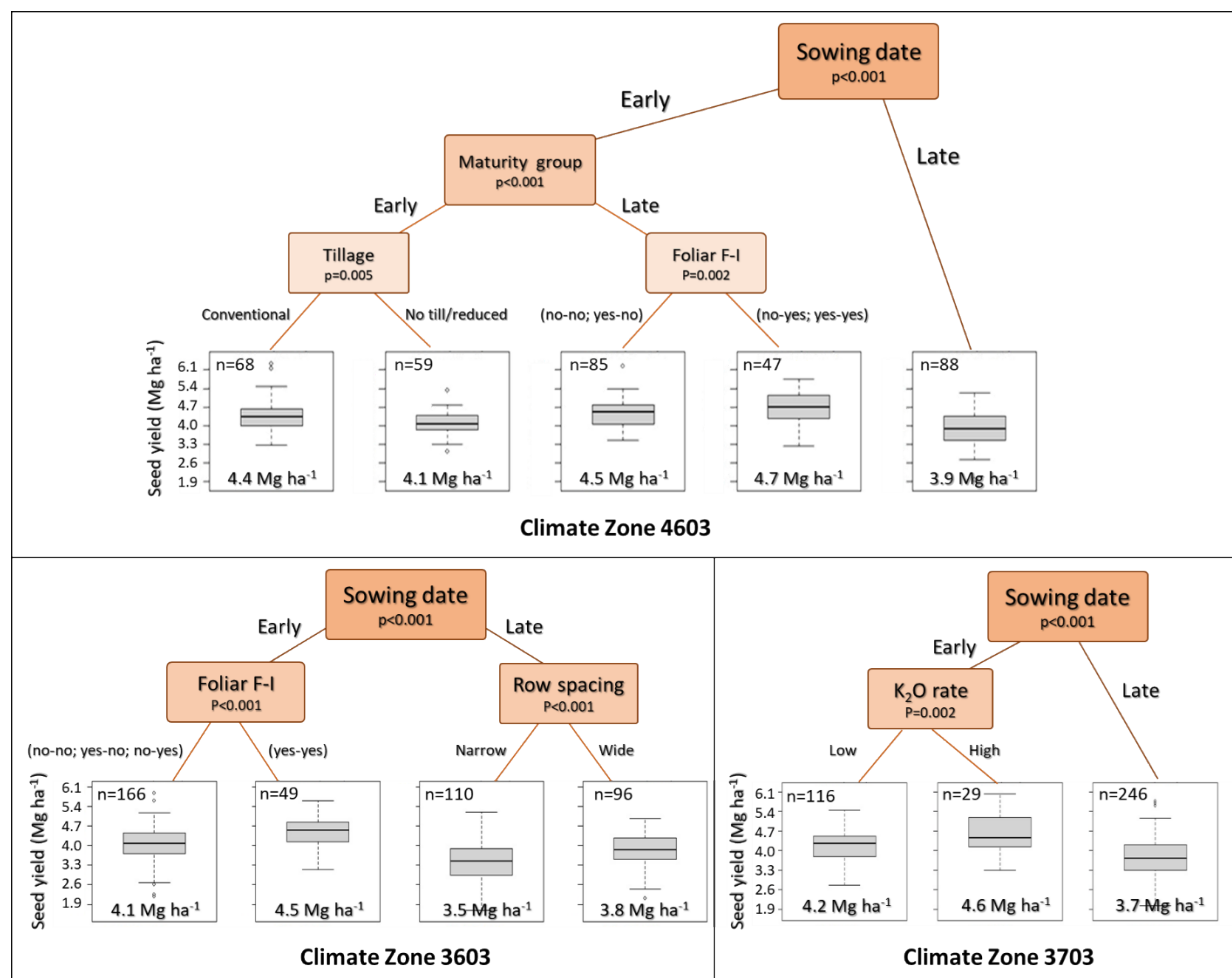 Sowing date
p<0.001
Early
Late
Maturity group
p<0.001
Early
Late
Tillage
p=0.005
Foliar F-I
P=0.002
Conventional
No till/reduced
(no-no; yes-no)
(no-yes; yes-yes)
Seed yield (Mg ha⁻¹)
6.1
5.4
4.7
4.0
3.3
2.6
1.9
n=68
4.4 Mg ha⁻¹
n=59
4.1 Mg ha⁻¹
n=85
4.5 Mg ha⁻¹
n=47
4.7 Mg ha⁻¹
n=88
3.9 Mg ha⁻¹
Climate Zone 4603
Sowing date
p<0.001
Early
Late
Foliar F-I
P<0.001
Row spacing
P<0.001
(no-no; yes-no; no-yes)
(yes-yes)
Narrow
Wide
Seed yield (Mg ha⁻¹)
6.1
5.4
4.7
4.0
3.3
2.6
1.9
n=166
4.1 Mg ha⁻¹
n=49
4.5 Mg ha⁻¹
n=110
3.5 Mg ha⁻¹
n=96
3.8 Mg ha⁻¹
Climate Zone 3603
Sowing date
p<0.001
Early
Late
K₂O rate
P=0.002
Low
High
Seed yield (Mg ha⁻¹)
6.1
5.4
4.7
4.0
3.3
2.6
1.9
n=116
4.2 Mg ha⁻¹
n=29
4.6 Mg ha⁻¹
n=246
3.7 Mg ha⁻¹
Climate Zone 3703